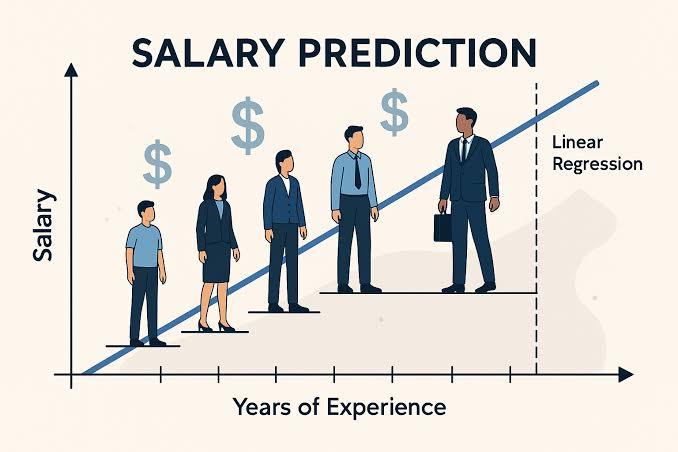 SALARY PREDICTION
$
$
$
Linear
Regression
Salary
Years of Experience